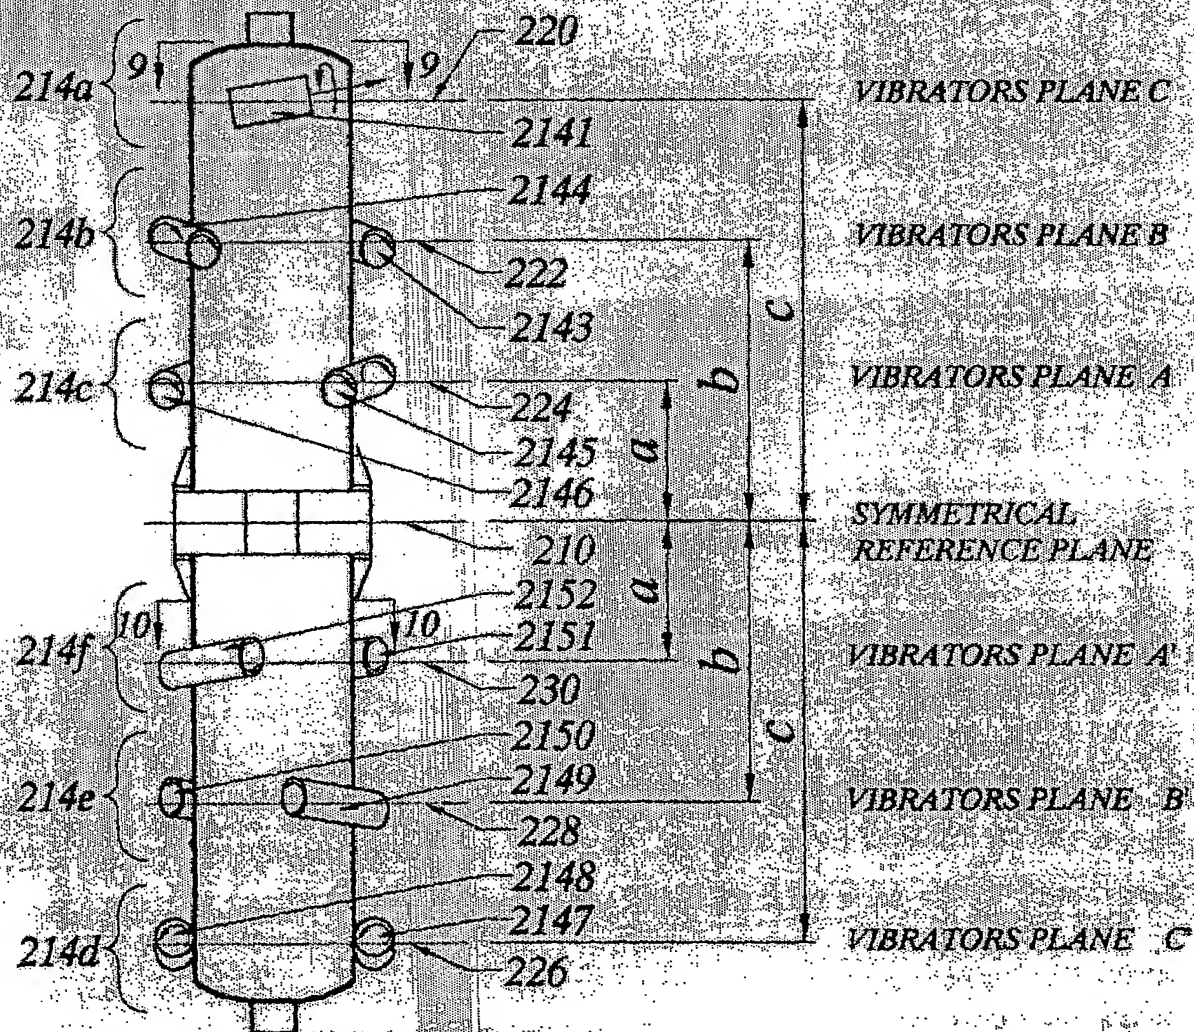 220
9 9
214a
VIBRATORS PLANE C
2141
2144
214b
VIBRATORS PLANE B
222
c
2143
b
214c
VIBRATORS PLANE A
224
a
2145
2146
SYMMETRICAL
REFERENCE PLANE
210
a
2152
10 10
2151
214f
b
VIBRATORS PLANE A'
230
c
2150
2149
214e
VIBRATORS PLANE B'
228
2148
2147
214d
VIBRATORS PLANE C'
226